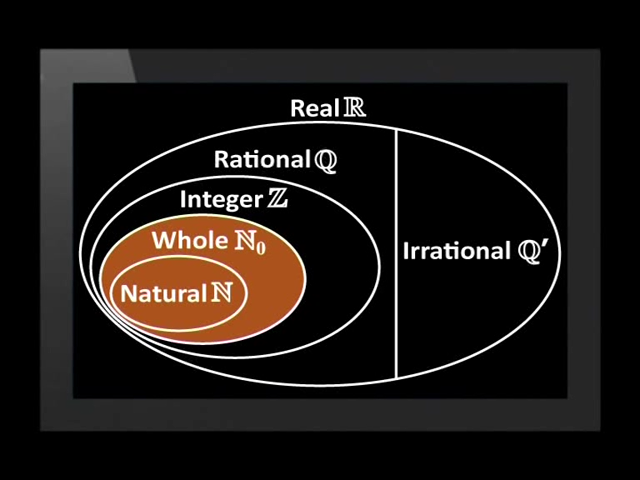 Real ℝ
Rational ℚ
Integer ℤ
Whole ℕ₀
Irrational ℚ′
Natural ℕ